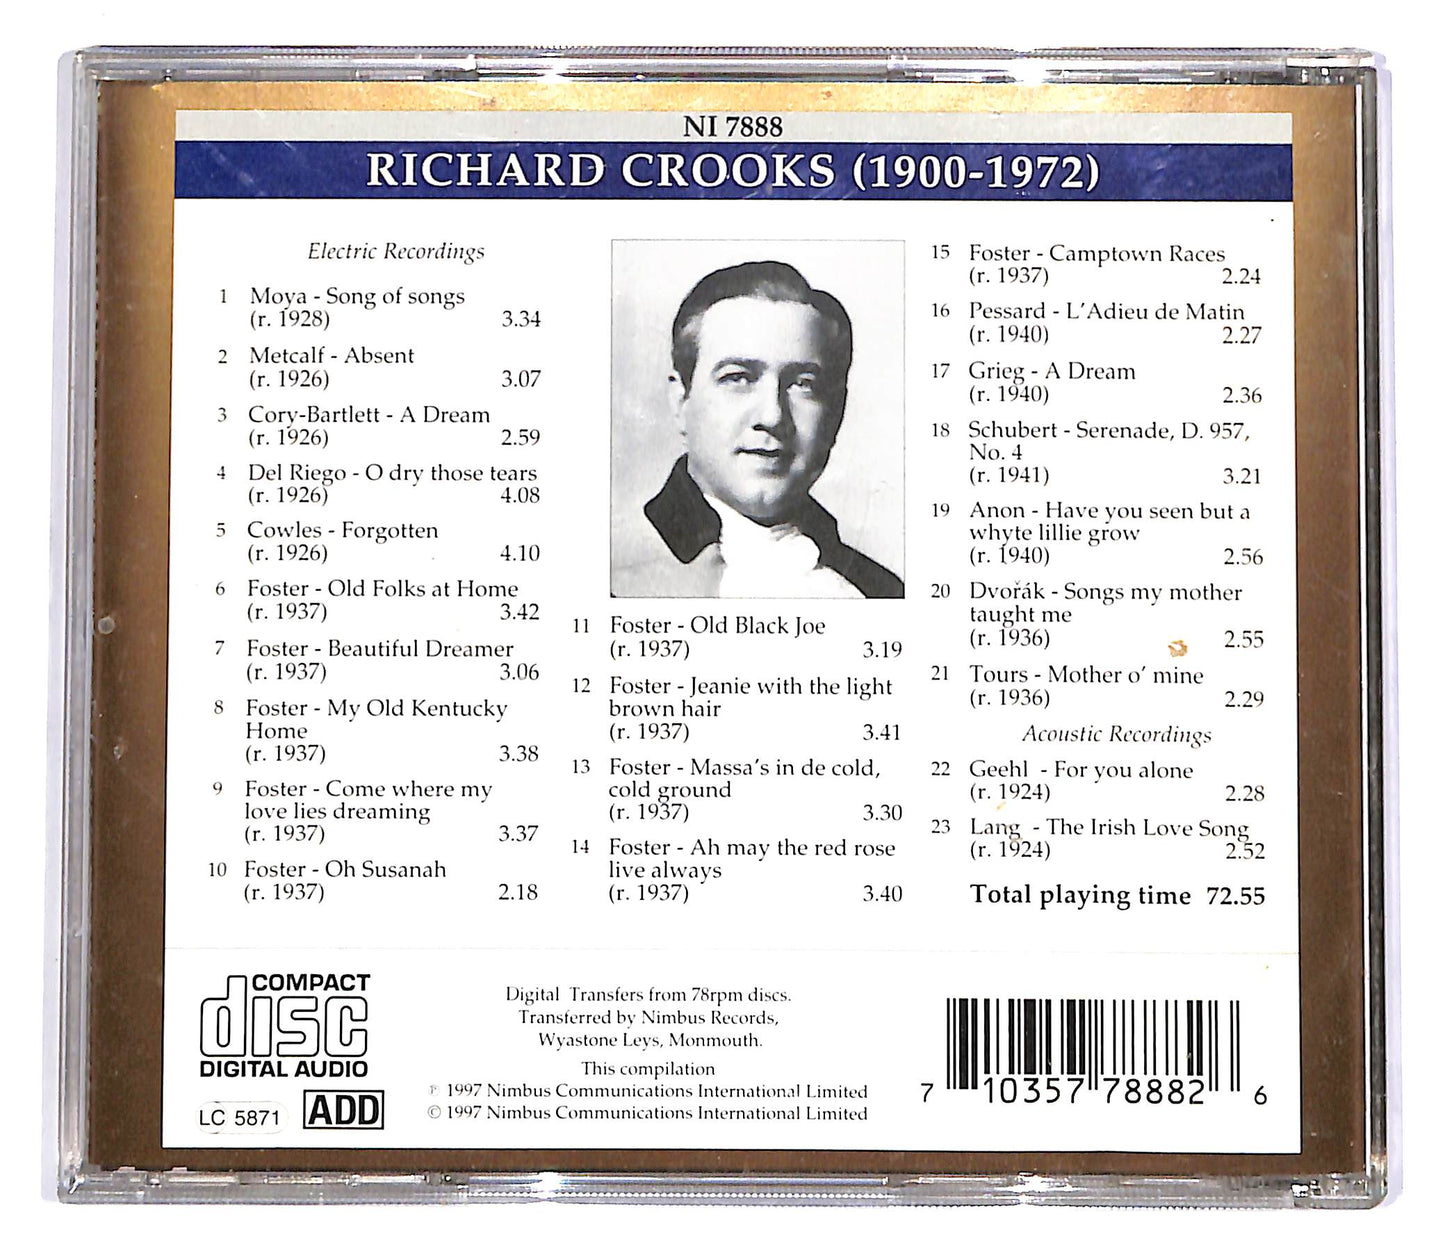 NI 7888
RICHARD CROOKS (1900-1972)
Electric Recordings
1 Moya - Song of songs
(r. 1928) 3.34
2 Metcalf - Absent
(r. 1926) 3.07
3 Cory-Bartlett - A Dream
(r. 1926) 2.59
4 Del Riego - O dry those tears
(r. 1926) 4.08
5 Cowles - Forgotten
(r. 1926) 4.10
6 Foster - Old Folks at Home
(r. 1937) 3.42
7 Foster - Beautiful Dreamer
(r. 1937) 3.06
8 Foster - My Old Kentucky
Home
(r. 1937) 3.38
9 Foster - Come where my
love lies dreaming
(r. 1937) 3.37
10 Foster - Oh Susanah
(r. 1937) 2.18
11 Foster - Old Black Joe
(r. 1937) 3.19
12 Foster - Jeanie with the light
brown hair
(r. 1937) 3.41
13 Foster - Massa's in de cold,
cold ground
(r. 1937) 3.30
14 Foster - Ah may the red rose
live always
(r. 1937) 3.40
15 Foster - Camptown Races
(r. 1937) 2.24
16 Pessard - L'Adieu de Matin
(r. 1940) 2.27
17 Grieg - A Dream
(r. 1940) 2.36
18 Schubert - Serenade, D. 957,
No. 4
(r. 1941) 3.21
19 Anon - Have you seen but a
whyte lillie grow
(r. 1940) 2.56
20 Dvořák - Songs my mother
taught me
(r. 1936) 2.55
21 Tours - Mother o' mine
(r. 1936) 2.29
Acoustic Recordings
22 Geehl - For you alone
(r. 1924) 2.28
23 Lang - The Irish Love Song
(r. 1924) 2.52
Total playing time 72.55
COMPACT
disc
DIGITAL AUDIO
LC 5871
ADD
Digital Transfers from 78rpm discs.
Transferred by Nimbus Records,
Wyastone Leys, Monmouth.
This compilation
℗ 1997 Nimbus Communications International Limited
© 1997 Nimbus Communications International Limited
7 10357 78882 6